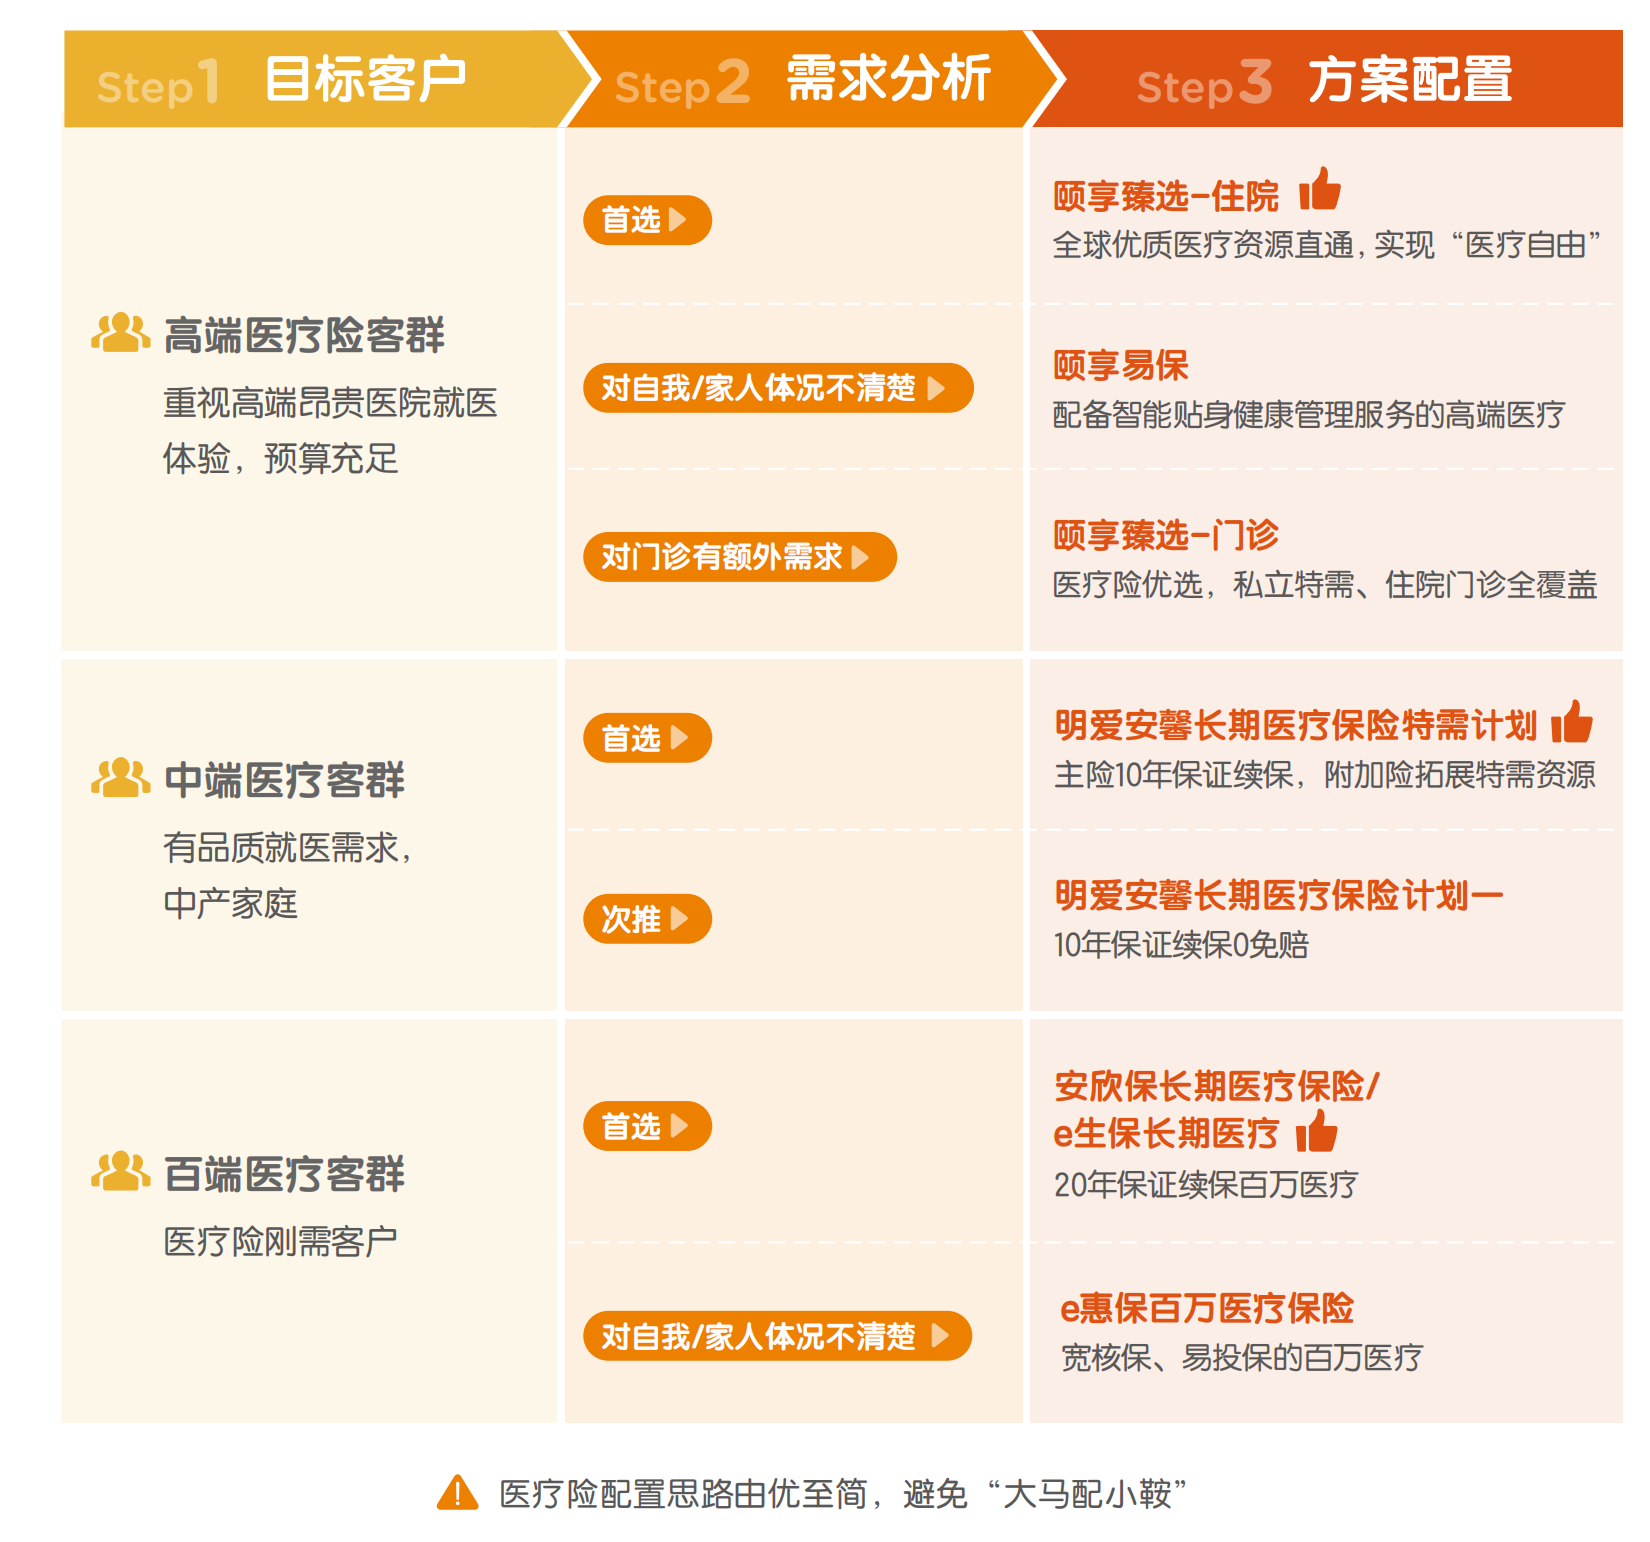 Step1 目标客户
Step2 需求分析
Step3 方案配置
高端医疗险客群
重视高端昂贵医院就医
体验，预算充足
首选
颐享臻选-住院
全球优质医疗资源直通，实现“医疗自由”
对自我/家人体况不清楚
颐享易保
配备智能贴身健康管理服务的高端医疗
对门诊有额外需求
颐享臻选-门诊
医疗险优选，私立特需、住院门诊全覆盖
中端医疗客群
有品质就医需求，
中产家庭
首选
明爱安馨长期医疗保险特需计划
主险10年保证续保，附加险拓展特需资源
次推
明爱安馨长期医疗保险计划一
10年保证续保0免赔
百端医疗客群
医疗险刚需客户
首选
安欣保长期医疗保险/
e生保长期医疗
20年保证续保百万医疗
对自我/家人体况不清楚
e惠保百万医疗保险
宽核保、易投保的百万医疗
医疗险配置思路由优至简，避免“大马配小鞍”